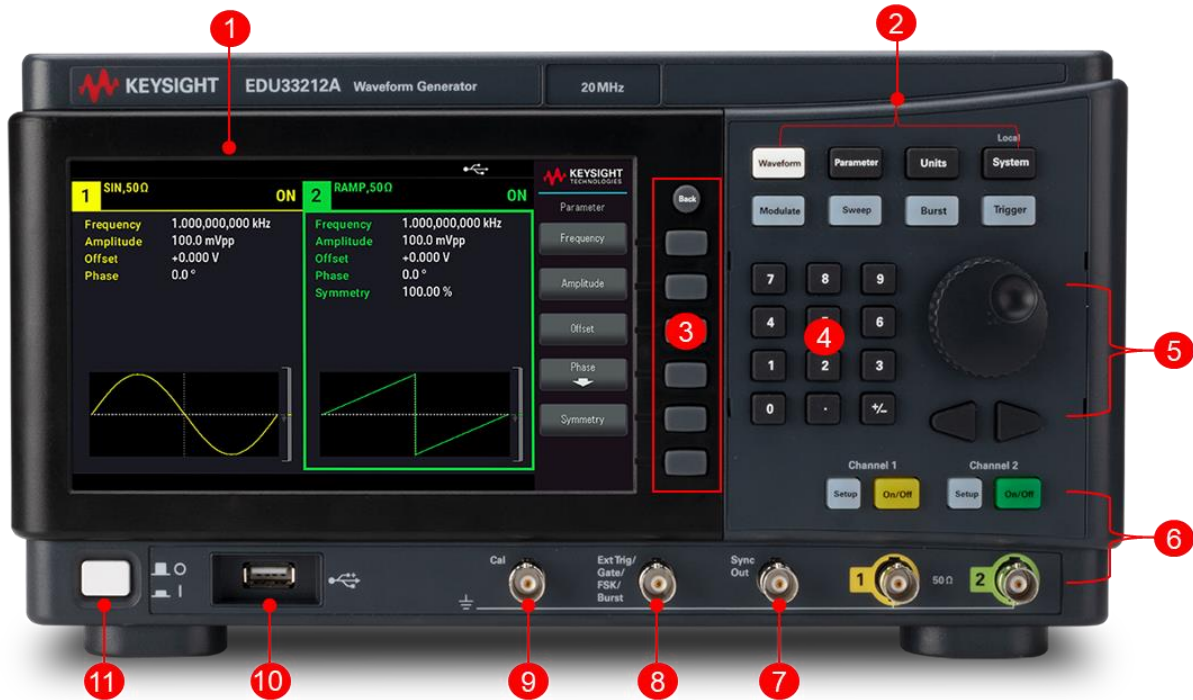 1
2
KEYSIGHT EDU33212A Waveform Generator 20 MHz
1 SIN,50Ω ON
Frequency 1.000,000,000 kHz
Amplitude 100.0 mVpp
Offset +0.000 V
Phase 0.0 °
2 RAMP,50Ω ON
Frequency 1.000,000,000 kHz
Amplitude 100.0 mVpp
Offset +0.000 V
Phase 0.0 °
Symmetry 100.00 %
KEYSIGHT
TECHNOLOGIES
Parameter
Frequency
Amplitude
Offset
Phase
Symmetry
Back
3
Local
Waveform Parameter Units System
Modulate Sweep Burst Trigger
7 8 9
4 6
4
1 2 3
0 . +/-
5
Channel 1 Channel 2
Setup On/Off Setup On/Off
6
Cal
Ext Trig/
Gate/
FSK/
Burst
Sync
Out
1 50 Ω 2
11
10
9
8
7